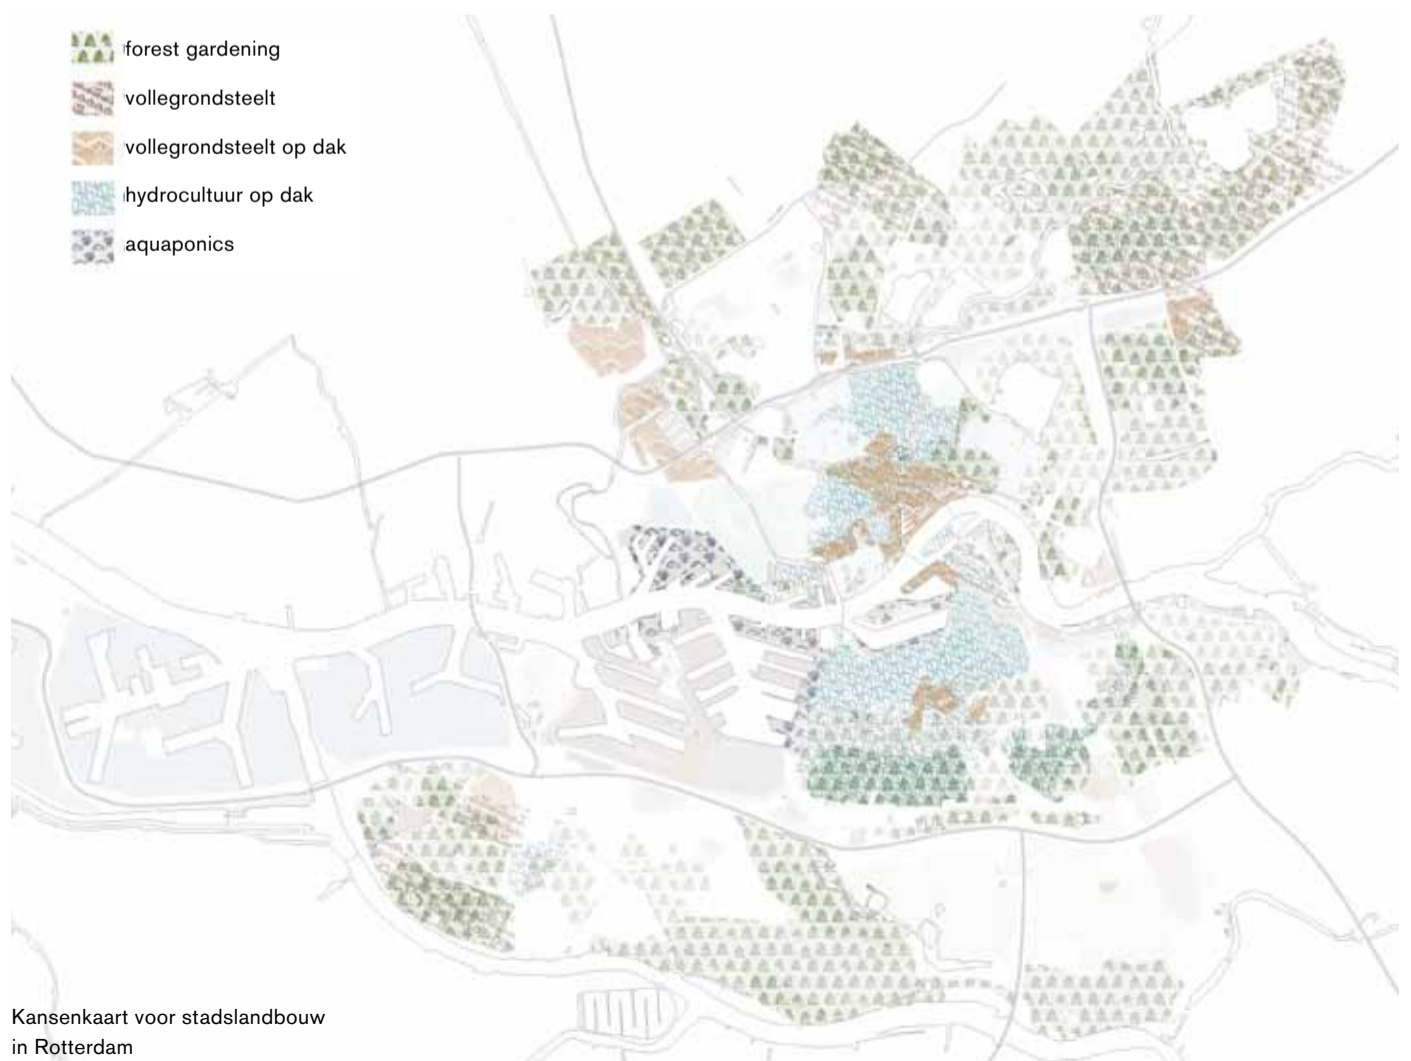 forest gardening
vollegrondsteelt
vollegrondsteelt op dak
hydrocultuur op dak
aquaponics
Kansenkaart voor stadslandbouw
in Rotterdam